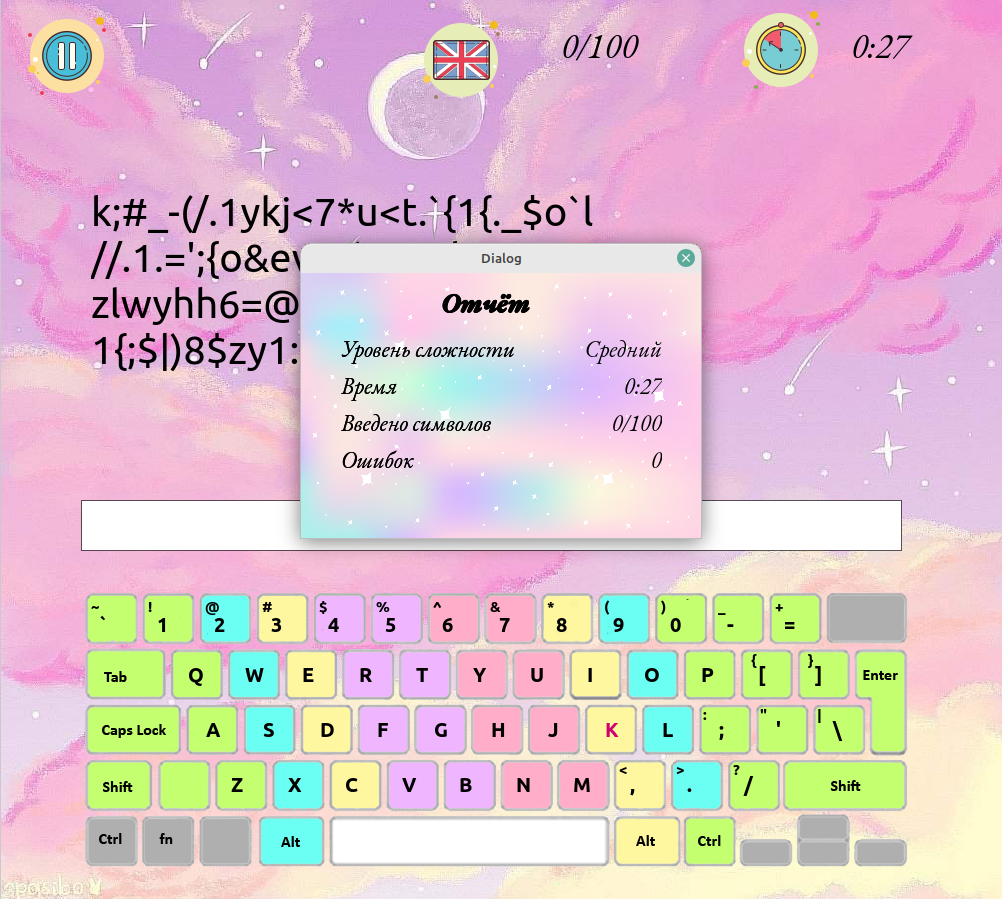 0/100
0:27
k;#_-(/.1ykj<7*u<t.`{1{._$o`l
//.1.=';{o&ev
zlwyhh6=@
1{;$|)8$zy1:
Dialog
Отчёт
Уровень сложности Средний
Время 0:27
Введено символов 0/100
Ошибок 0
~ ` ! 1 @ 2 # 3 $ 4 % 5 ^ 6 & 7 * 8 ( 9 ) 0 _ - + =
Tab Q W E R T Y U I O P { [ } ] Enter
Caps Lock A S D F G H J K L : ; " ' | \
Shift Z X C V B N M < , > . ? / Shift
Ctrl fn Alt Alt Ctrl